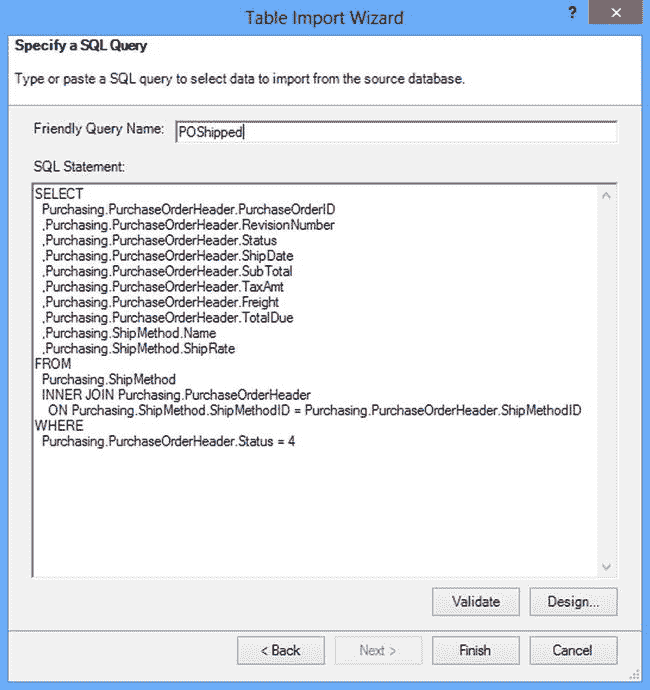 Table Import Wizard
?
×
Specify a SQL Query
Type or paste a SQL query to select data to import from the source database.
Friendly Query Name: POShipped
SQL Statement:
SELECT
Purchasing.PurchaseOrderHeader.PurchaseOrderID
,Purchasing.PurchaseOrderHeader.RevisionNumber
,Purchasing.PurchaseOrderHeader.Status
,Purchasing.PurchaseOrderHeader.ShipDate
,Purchasing.PurchaseOrderHeader.SubTotal
,Purchasing.PurchaseOrderHeader.TaxAmt
,Purchasing.PurchaseOrderHeader.Freight
,Purchasing.PurchaseOrderHeader.TotalDue
,Purchasing.ShipMethod.Name
,Purchasing.ShipMethod.ShipRate
FROM
Purchasing.ShipMethod
INNER JOIN Purchasing.PurchaseOrderHeader
ON Purchasing.ShipMethod.ShipMethodID = Purchasing.PurchaseOrderHeader.ShipMethodID
WHERE
Purchasing.PurchaseOrderHeader.Status = 4
Validate Design...
< Back Next > Finish Cancel